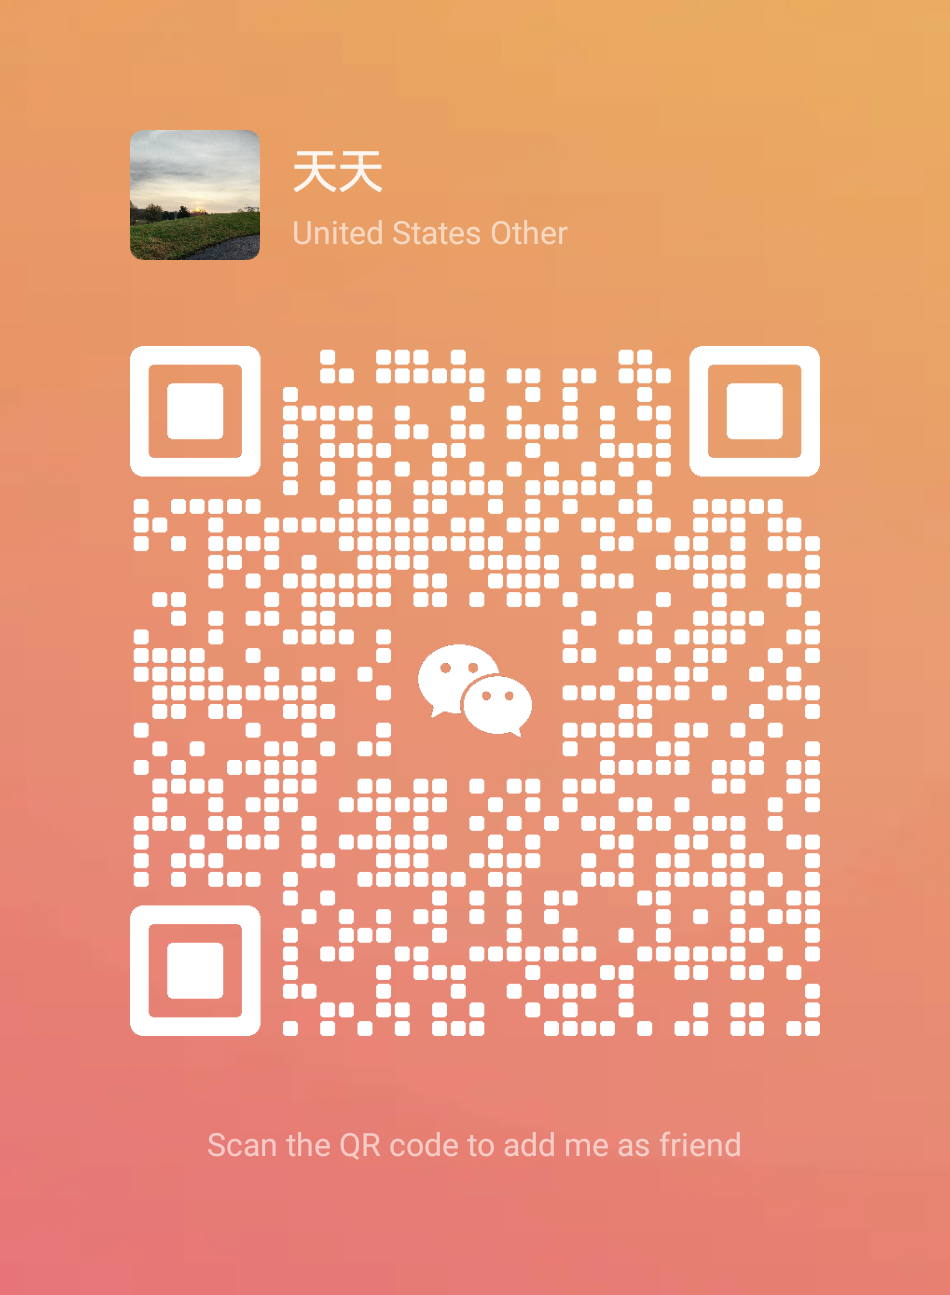 天天
United States Other
Scan the QR code to add me as friend